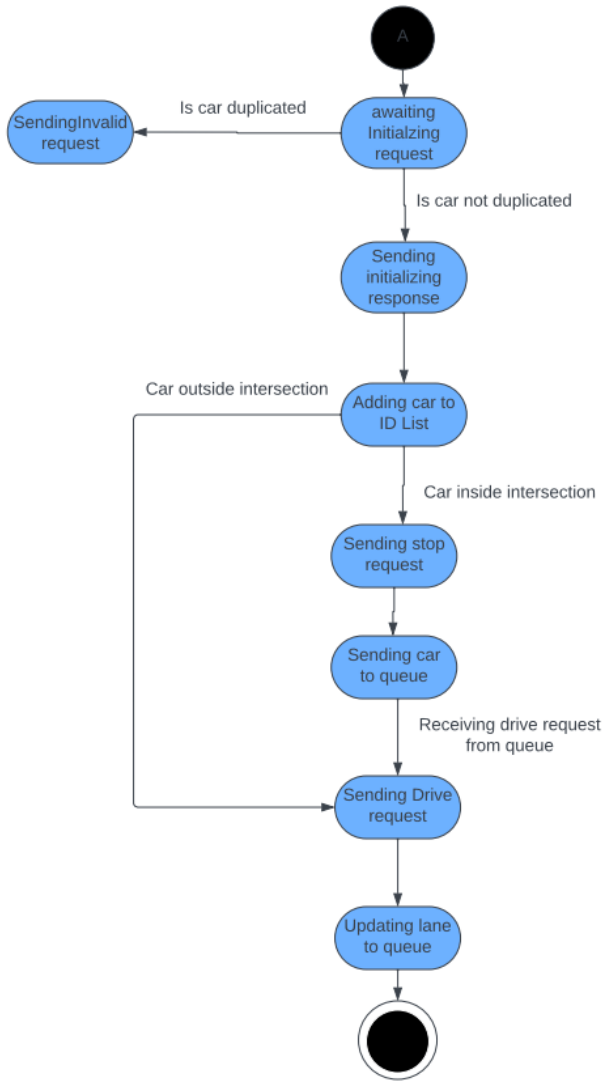 A
Is car duplicated
SendingInvalid
request
awaiting
Initialzing
request
Is car not duplicated
Sending
initializing
response
Car outside intersection
Adding car to
ID List
Car inside intersection
Sending stop
request
Sending car
to queue
Receiving drive request
from queue
Sending Drive
request
Updating lane
to queue